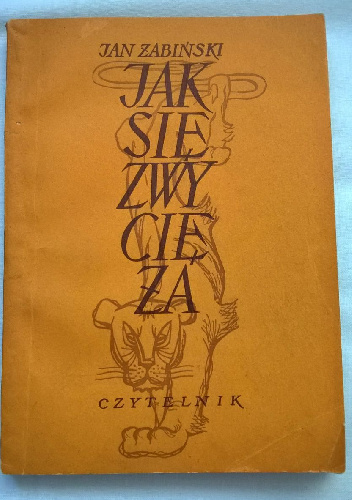 JAN ŻABIŃSKI
JAK
SIĘ
ZWY
CIĘ
ŻA
CZYTELNIK